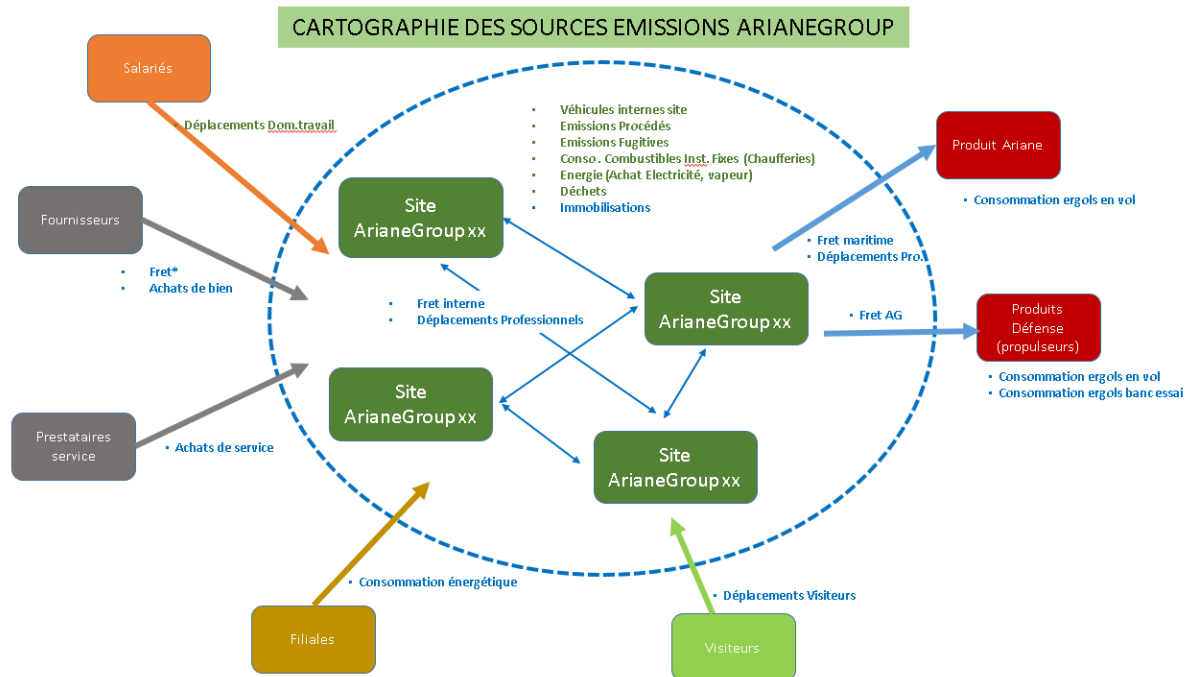 CARTOGRAPHIE DES SOURCES EMISSIONS ARIANEGROUP
Salariés
▪ Déplacements Dom.travail
▪ Véhicules internes site
▪ Emissions Procédés
▪ Emissions Fugitives
▪ Conso. Combustibles Inst. Fixes (Chaufferies)
▪ Energie (Achat Electricité, vapeur)
▪ Déchets
▪ Immobilisations
Produit Ariane
▪ Consommation ergols en vol
Fournisseurs
▪ Fret*
▪ Achats de bien
Site
ArianeGroup xx
▪ Fret maritime
▪ Déplacements Pro.
▪ Fret interne
▪ Déplacements Professionnels
Site
ArianeGroup xx
▪ Fret AG
Produits
Défense
(propulseurs)
▪ Consommation ergols en vol
▪ Consommation ergols banc essai
Site
ArianeGroup xx
Prestataires
service
▪ Achats de service
Site
ArianeGroup xx
▪ Consommation énergétique
▪ Déplacements Visiteurs
Filiales
Visiteurs